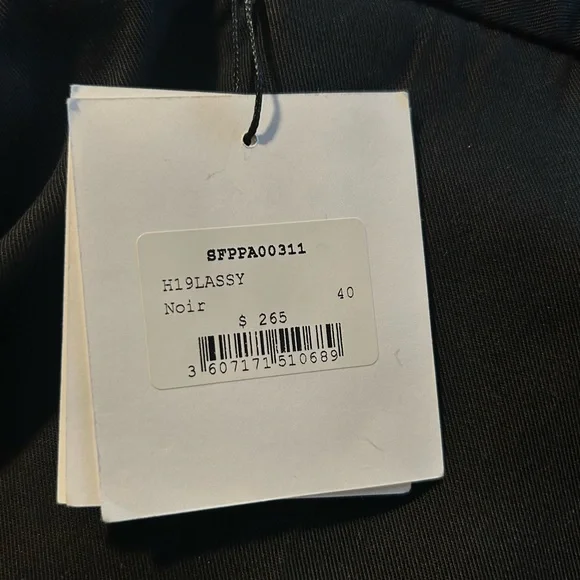 SFPPA00311
H19LASSY
Noir 40
$ 265
3 607171 510689